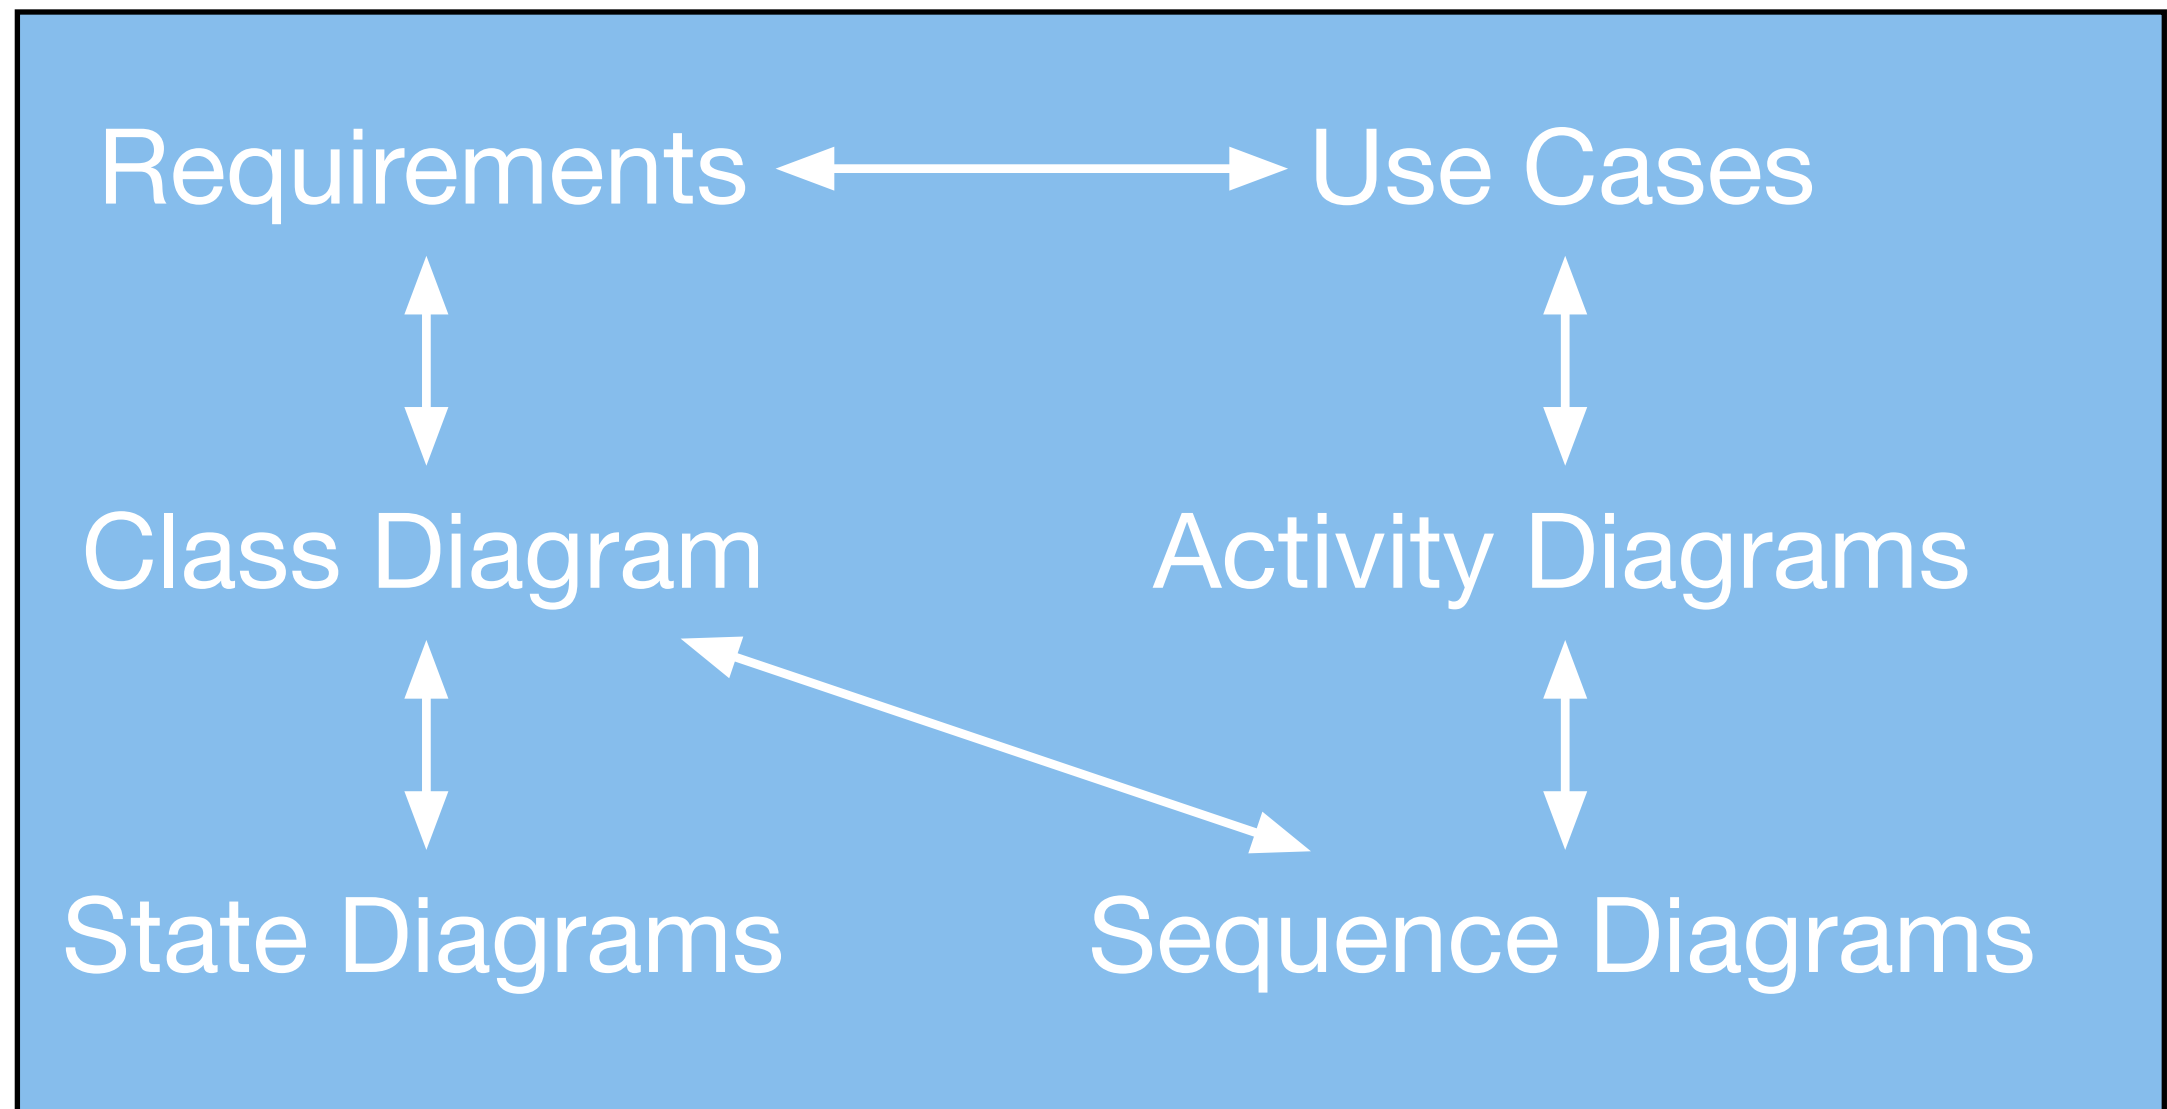 Requirements
Use Cases
Class Diagram
Activity Diagrams
State Diagrams
Sequence Diagrams